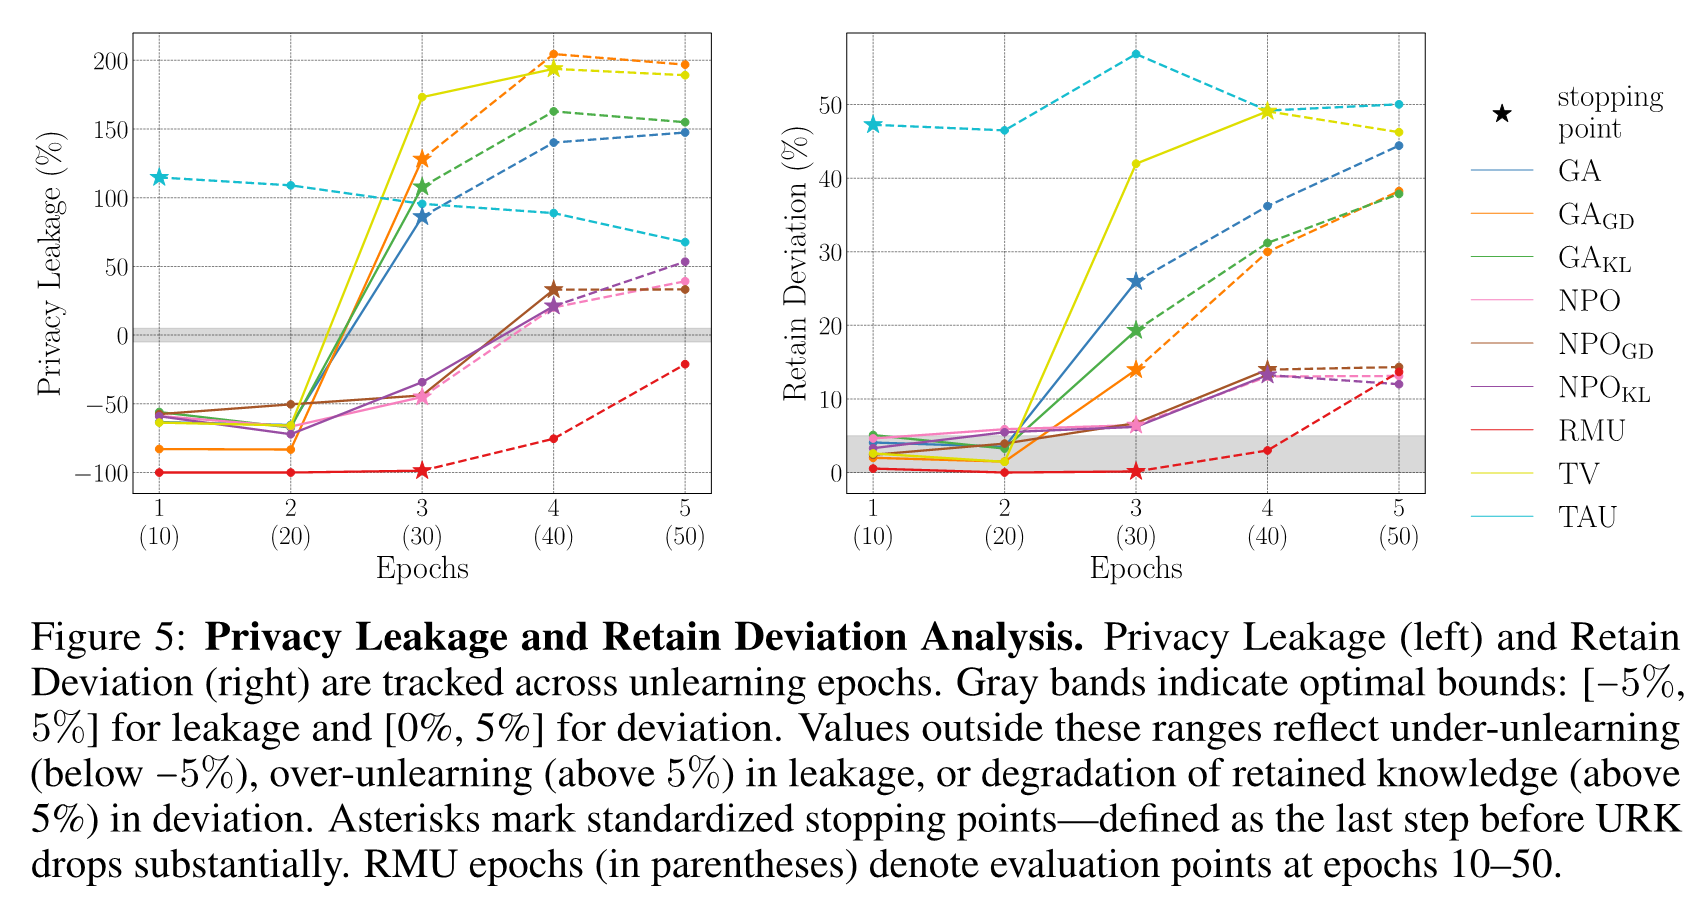 Privacy Leakage (%)
200
150
100
50
0
−50
−100
1 2 3 4 5
(10) (20) (30) (40) (50)
Epochs
Retain Deviation (%)
50
40
30
20
10
0
1 2 3 4 5
(10) (20) (30) (40) (50)
Epochs
stopping
point
GA
GA_GD
GA_KL
NPO
NPO_GD
NPO_KL
RMU
TV
TAU
Figure 5: Privacy Leakage and Retain Deviation Analysis. Privacy Leakage (left) and Retain
Deviation (right) are tracked across unlearning epochs. Gray bands indicate optimal bounds: [−5%,
5%] for leakage and [0%, 5%] for deviation. Values outside these ranges reflect under-unlearning
(below −5%), over-unlearning (above 5%) in leakage, or degradation of retained knowledge (above
5%) in deviation. Asterisks mark standardized stopping points—defined as the last step before URK
drops substantially. RMU epochs (in parentheses) denote evaluation points at epochs 10–50.